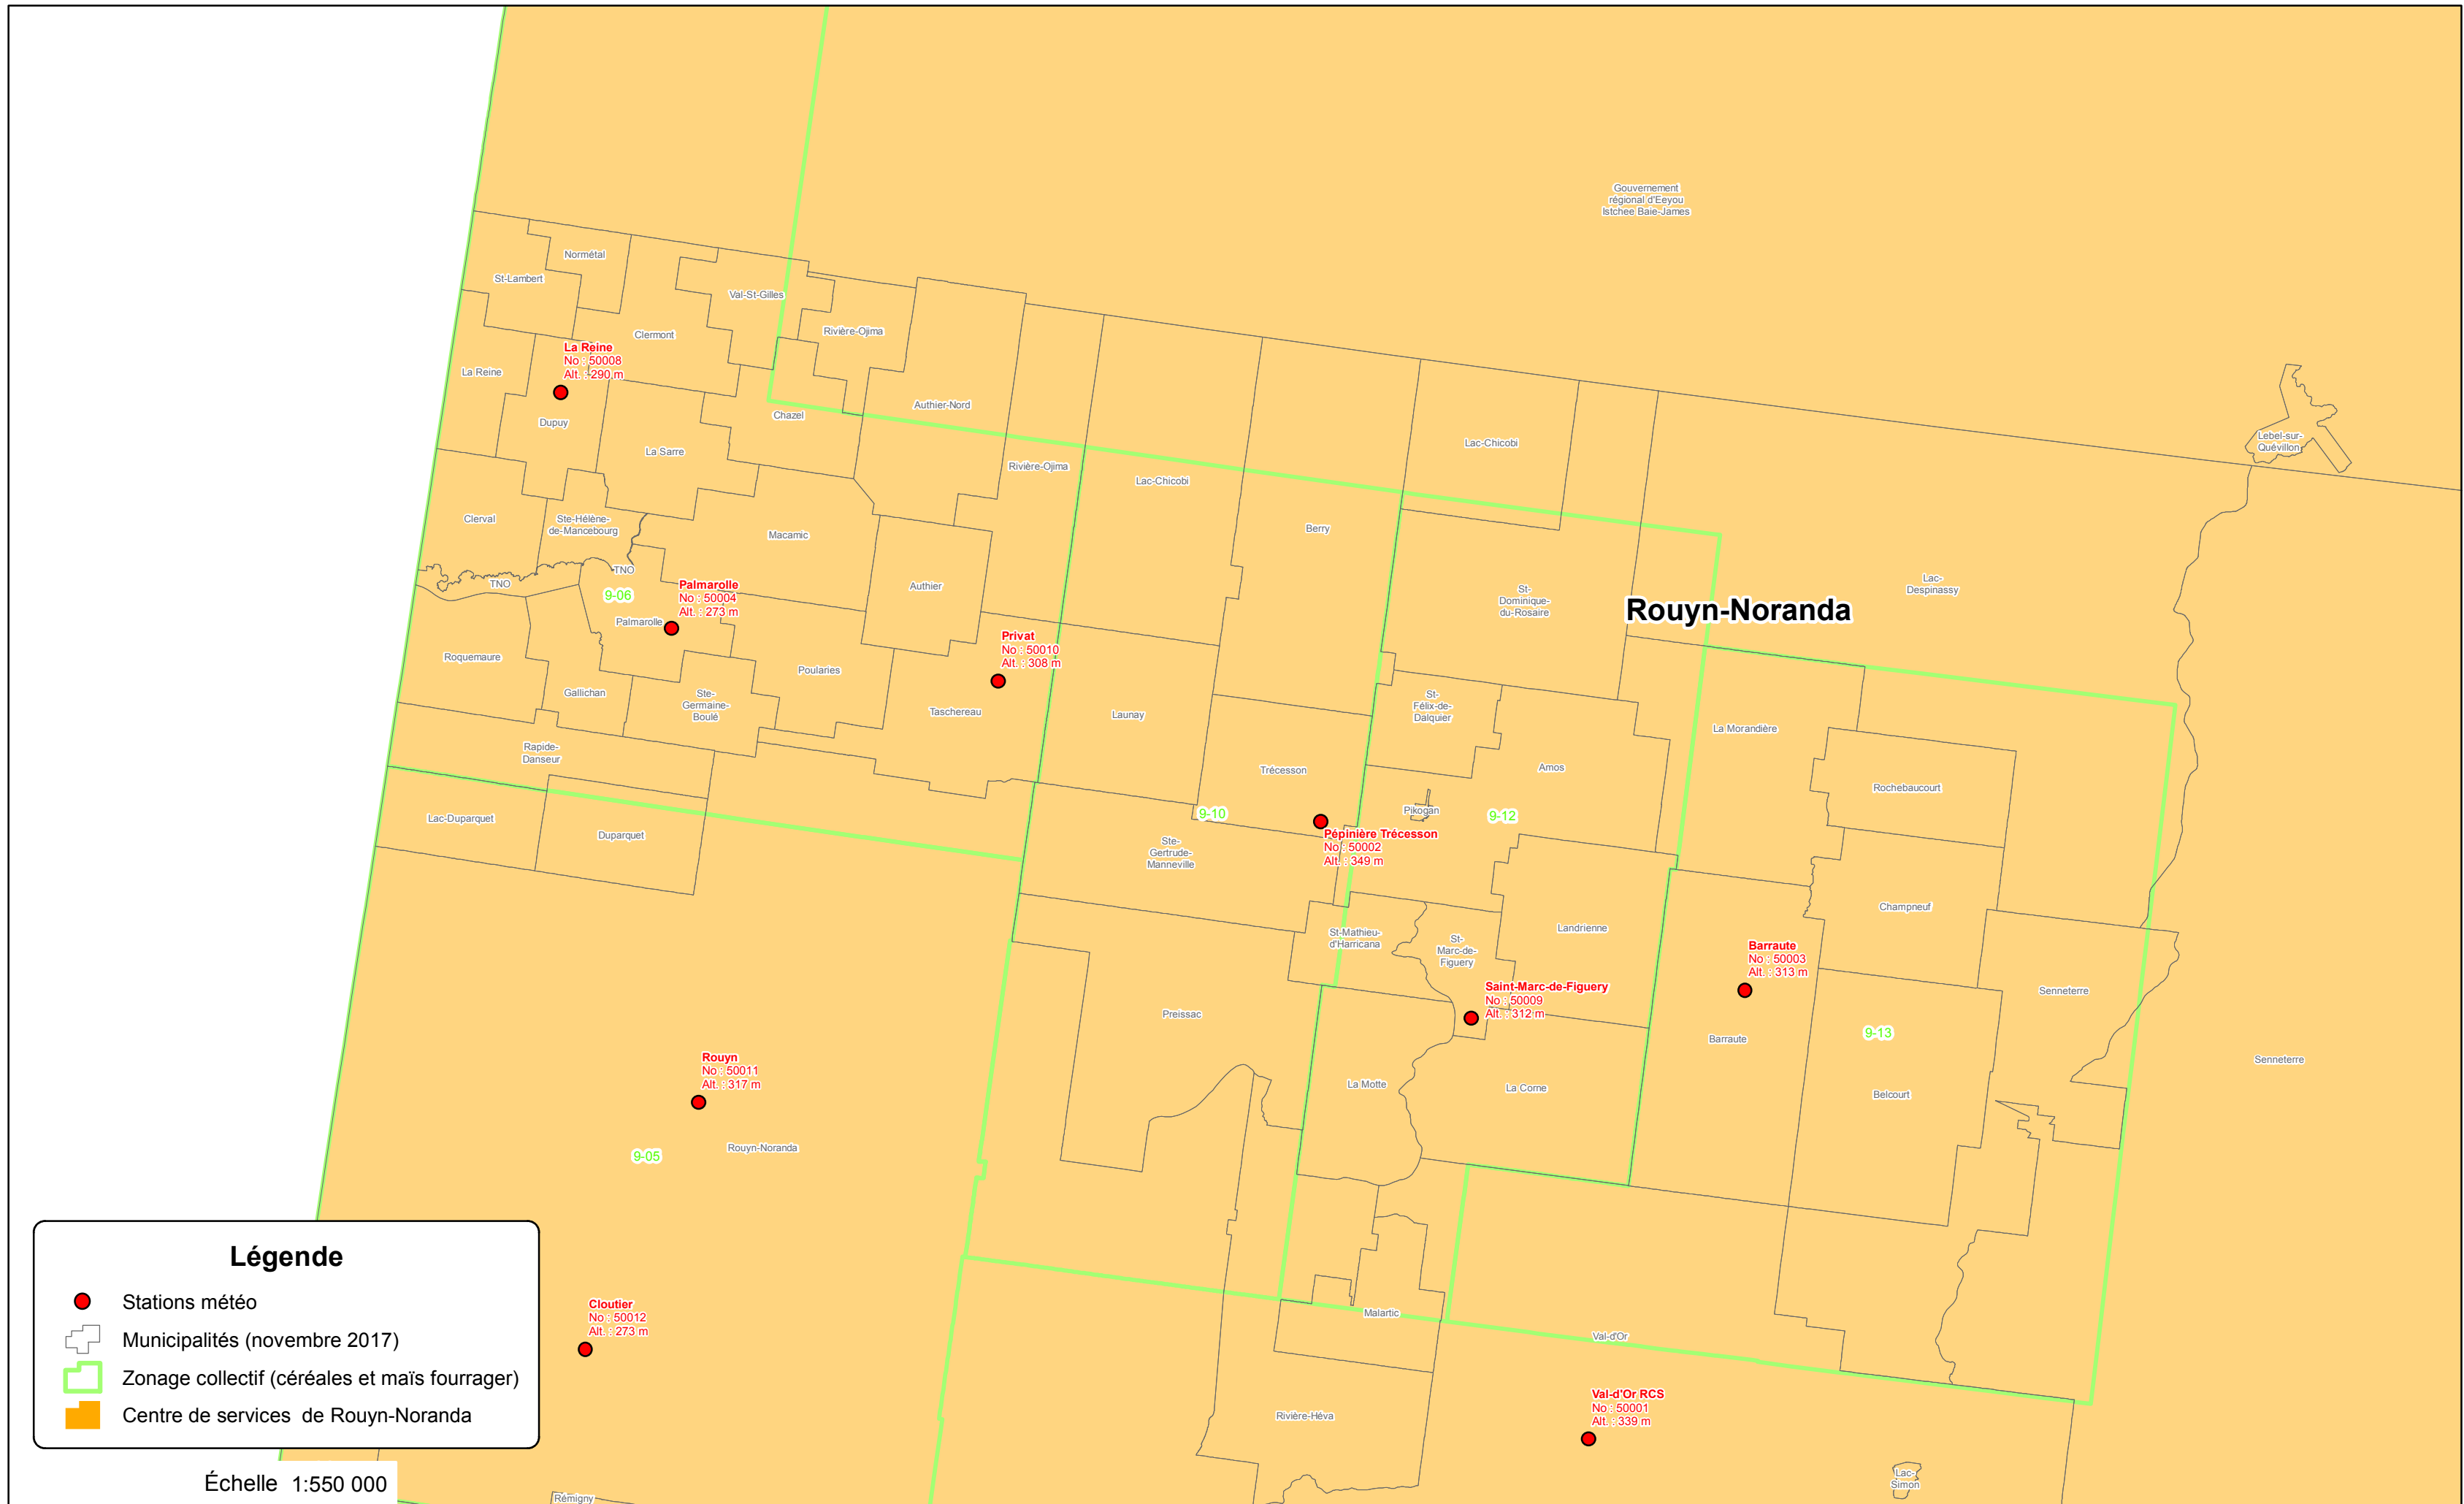 Gouvernement
régional d'Eeyou
Istchee Baie-James
Normétal
St-Lambert
Val-St-Gilles
Rivière-Ojima
Clermont
La Reine
No : 50008
Alt. : 290 m
La Reine
Authier-Nord
Chazel
Dupuy
Lac-Chicobi
Lebel-sur-
Quévillon
La Sarre
Rivière-Ojima
Lac-Chicobi
Clerval
Ste-Hélène-
de-Mancebourg
Berry
Macamic
TNO
TNO
Palmarolle
No : 50004
Alt. : 273 m
Authier
Lac-
Despinassy
9-06
St-
Dominique-
du-Rosaire
Rouyn-Noranda
Palmarolle
Privat
No : 50010
Alt. : 308 m
Roquemaure
Poularies
Gallichan
Ste-
Germaine-
Boulé
St-
Félix-de-
Dalquier
Taschereau
Launay
La Morandière
Rapide-
Danseur
Trécesson
Amos
Rochebaucourt
Lac-Duparquet
9-10
Pikogan
9-12
Duparquet
Pépinière Trécesson
No : 50002
Alt. : 349 m
Ste-
Gertrude-
Manneville
Champneuf
St-Mathieu-
d'Harricana
Landrienne
St-
Marc-de-
Figuery
Barraute
No : 50003
Alt. : 313 m
Saint-Marc-de-Figuery
No : 50009
Alt. : 312 m
Senneterre
Preissac
9-13
Barraute
Senneterre
Rouyn
No : 50011
Alt. : 317 m
La Motte
La Corne
Belcourt
9-05
Rouyn-Noranda
Légende
Stations météo
Municipalités (novembre 2017)
Zonage collectif (céréales et maïs fourrager)
Centre de services de Rouyn-Noranda
Cloutier
No : 50012
Alt. : 273 m
Malartic
Val-d'Or
Val-d'Or RCS
No : 50001
Alt. : 339 m
Rivière-Héva
Lac-
Simon
Échelle 1:550 000
Rémigny